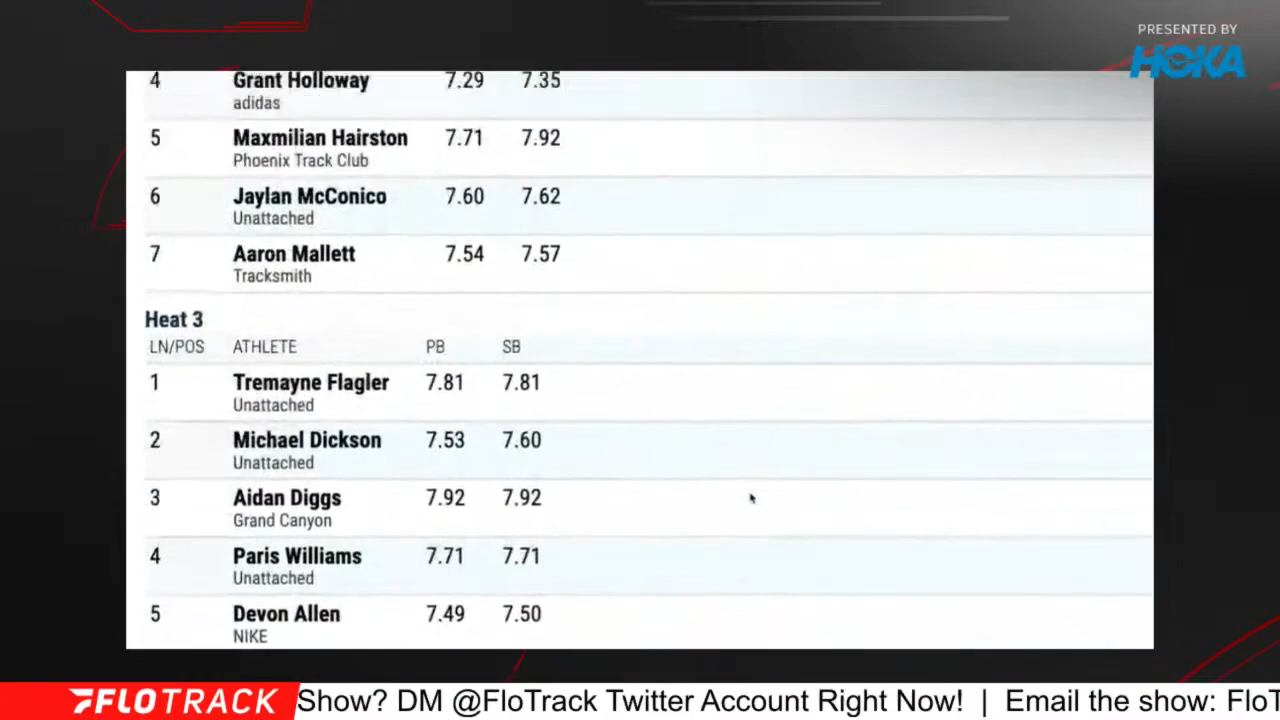 PRESENTED BY
HOKA
4 Grant Holloway 7.29 7.35
adidas
5 Maxmilian Hairston 7.71 7.92
Phoenix Track Club
6 Jaylan McConico 7.60 7.62
Unattached
7 Aaron Mallett 7.54 7.57
Tracksmith
Heat 3
LN/POS ATHLETE PB SB
1 Tremayne Flagler 7.81 7.81
Unattached
2 Michael Dickson 7.53 7.60
Unattached
3 Aidan Diggs 7.92 7.92
Grand Canyon
4 Paris Williams 7.71 7.71
Unattached
5 Devon Allen 7.49 7.50
NIKE
FLOTRACK Show? DM @FloTrack Twitter Account Right Now! | Email the show: FloT